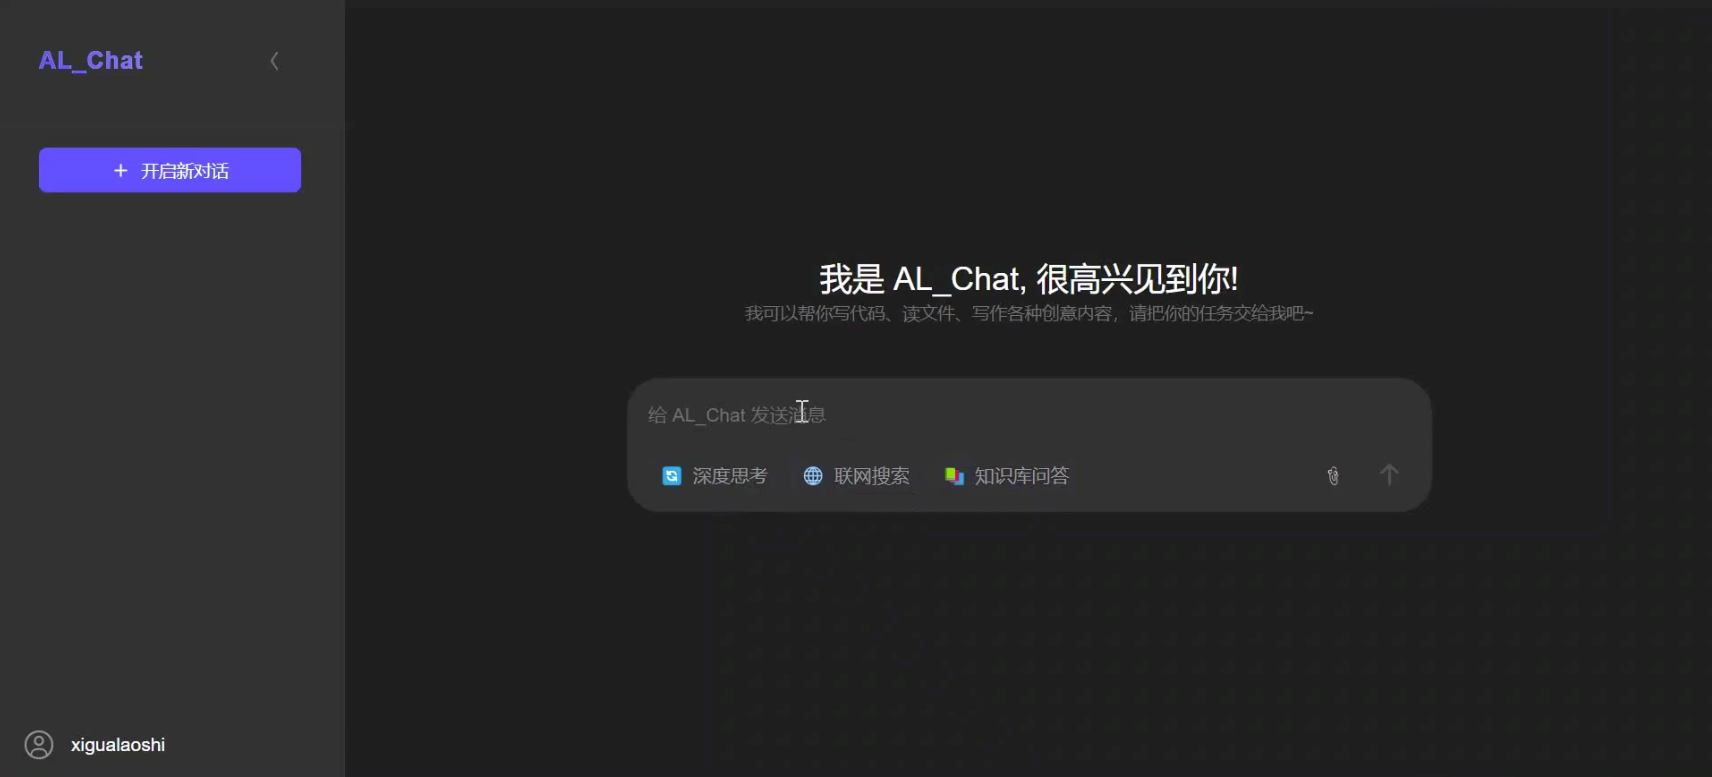 AL_Chat
+ 开启新对话
我是 AL_Chat, 很高兴见到你!
我可以帮你写代码、读文件、写作各种创意内容，请把你的任务交给我吧~
给 AL_Chat 发送消息
深度思考 联网搜索 知识库问答
xigualaoshi